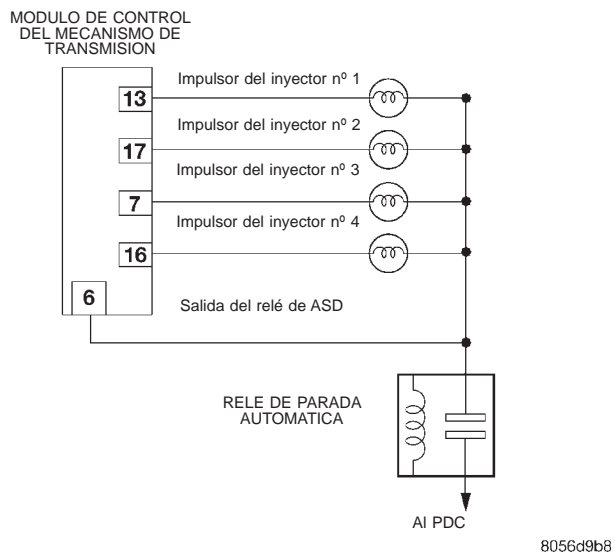 MODULO DE CONTROL
DEL MECANISMO DE
TRANSMISION
Impulsor del inyector nº 1
13
Impulsor del inyector nº 2
17
Impulsor del inyector nº 3
7
Impulsor del inyector nº 4
16
6
Salida del relé de ASD
RELE DE PARADA
AUTOMATICA
Al PDC
8056d9b8